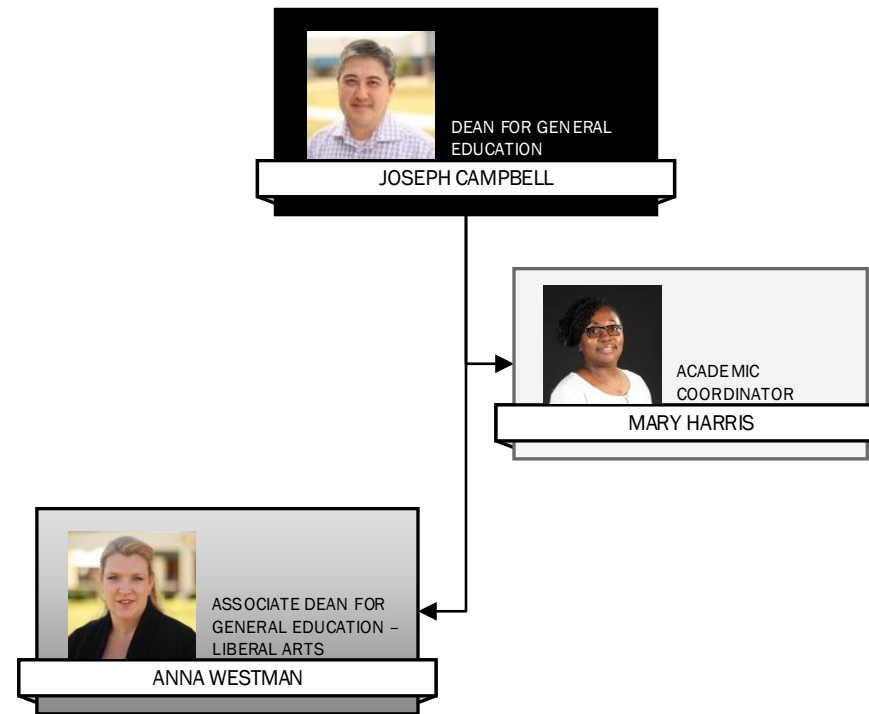 DEAN FOR GENERAL
EDUCATION
JOSEPH CAMPBELL
ACADEMIC
COORDINATOR
MARY HARRIS
ASSOCIATE DEAN FOR
GENERAL EDUCATION –
LIBERAL ARTS
ANNA WESTMAN